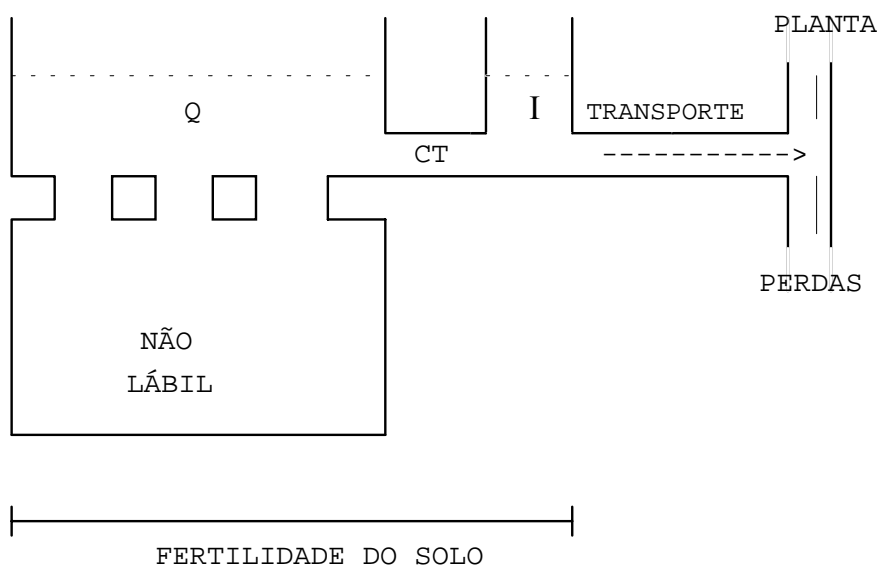 PLANTA
Q
I
TRANSPORTE
CT
---------->
PERDAS
NÃO
LÁBIL
FERTILIDADE DO SOLO